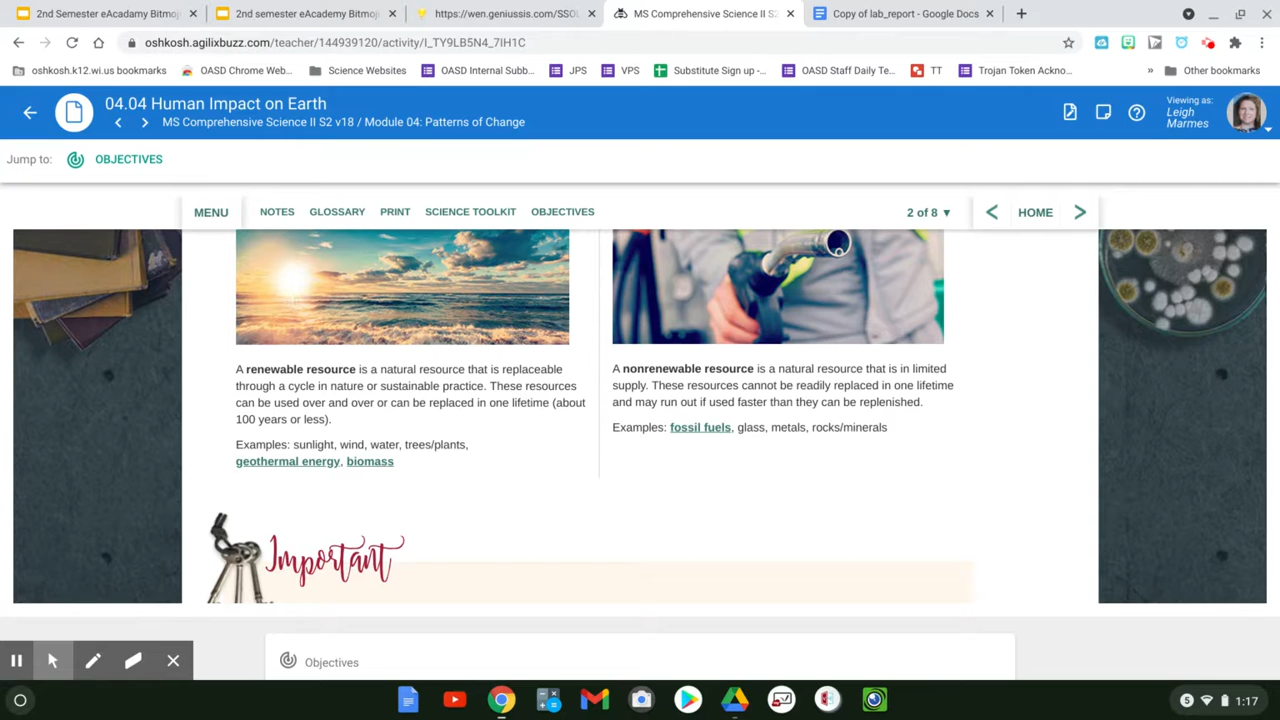 2nd Semester eAcadamy Bitmoji
2nd semester eAcademy Bitmoji
https://wen.geniussis.com/SSOL
MS Comprehensive Science II S2
Copy of lab_report - Google Docs
oshkosh.agilixbuzz.com/teacher/144939120/activity/I_TY9LB5N4_7IH1C
oshkosh.k12.wi.us bookmarks
OASD Chrome Web...
Science Websites
OASD Internal Subb...
JPS
VPS
Substitute Sign up -...
OASD Staff Daily Te...
TT
Trojan Token Ackno...
»
Other bookmarks
04.04 Human Impact on Earth
MS Comprehensive Science II S2 v18 / Module 04: Patterns of Change
Viewing as:
Leigh
Marmes
Jump to: OBJECTIVES
MENU NOTES GLOSSARY PRINT SCIENCE TOOLKIT OBJECTIVES 2 of 8 ▼ < HOME >
A renewable resource is a natural resource that is replaceable
through a cycle in nature or sustainable practice. These resources
can be used over and over or can be replaced in one lifetime (about
100 years or less).
Examples: sunlight, wind, water, trees/plants,
geothermal energy, biomass
A nonrenewable resource is a natural resource that is in limited
supply. These resources cannot be readily replaced in one lifetime
and may run out if used faster than they can be replenished.
Examples: fossil fuels, glass, metals, rocks/minerals
Important
Objectives
5
1:17